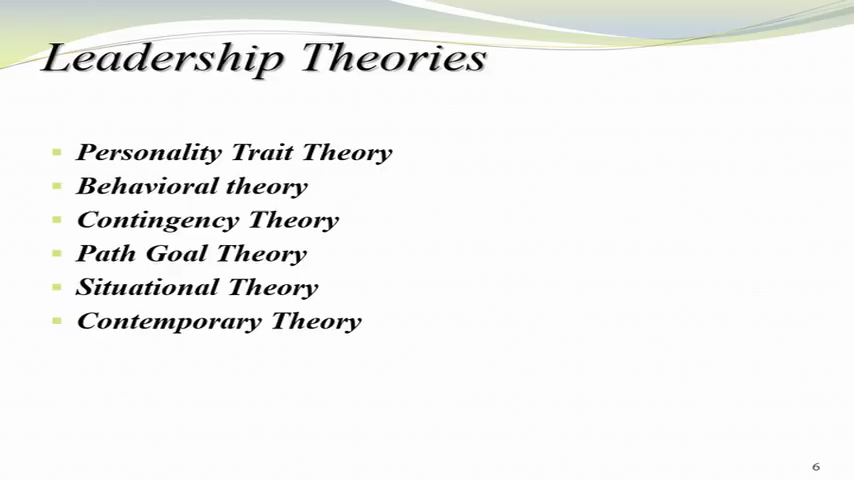 Leadership Theories
Personality Trait Theory
Behavioral theory
Contingency Theory
Path Goal Theory
Situational Theory
Contemporary Theory
6